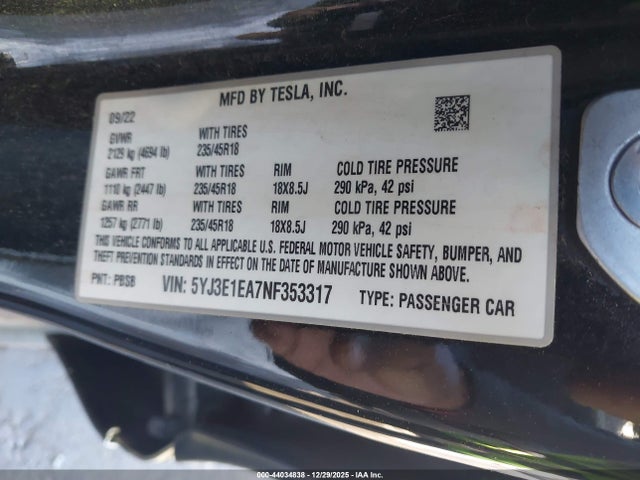 MFD BY TESLA, INC.
09/22
GVWR WITH TIRES
2129 kg (4694 lb) 235/45R18
GAWR FRT WITH TIRES RIM COLD TIRE PRESSURE
1110 kg (2447 lb) 235/45R18 18X8.5J 290 kPa, 42 psi
GAWR RR WITH TIRES RIM COLD TIRE PRESSURE
1257 kg (2771 lb) 235/45R18 18X8.5J 290 kPa, 42 psi
THIS VEHICLE CONFORMS TO ALL APPLICABLE U.S. FEDERAL MOTOR VEHICLE SAFETY, BUMPER, AND
THEFT PREVENTION STANDARDS IN EFFECT ON THE DATE OF MANUFACTURE SHOWN ABOVE.
PNT: PBSB VIN: 5YJ3E1EA7NF353317 TYPE: PASSENGER CAR
000-44034838 12/29/2025 - Copyright IAA Inc.